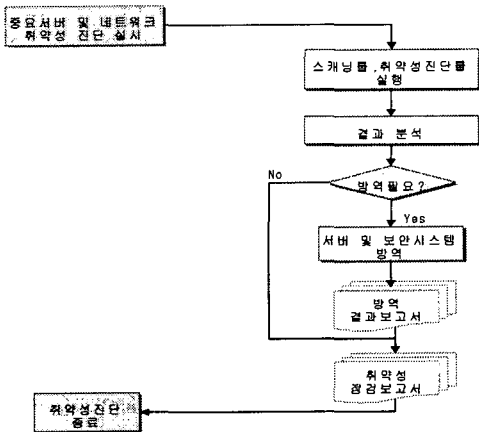 중요서버 및 네트워크
취약성 진단 실시
스캐닝툴,취약성진단툴
실행
결과 분석
No
방역필요?
Yes
서버 및 보안시스템
방역
방역
결과보고서
취약성
점검보고서
취약성진단
종료